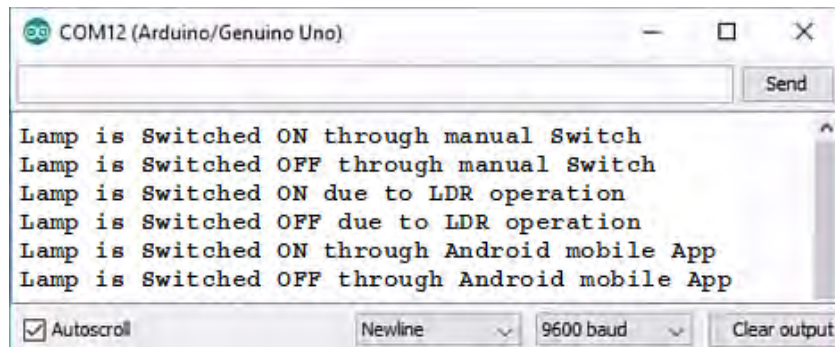 COM12 (Arduino/Genuino Uno)
Send
Lamp is Switched ON through manual Switch
Lamp is Switched OFF through manual Switch
Lamp is Switched ON due to LDR operation
Lamp is Switched OFF due to LDR operation
Lamp is Switched ON through Android mobile App
Lamp is Switched OFF through Android mobile App
Autoscroll Newline 9600 baud Clear output